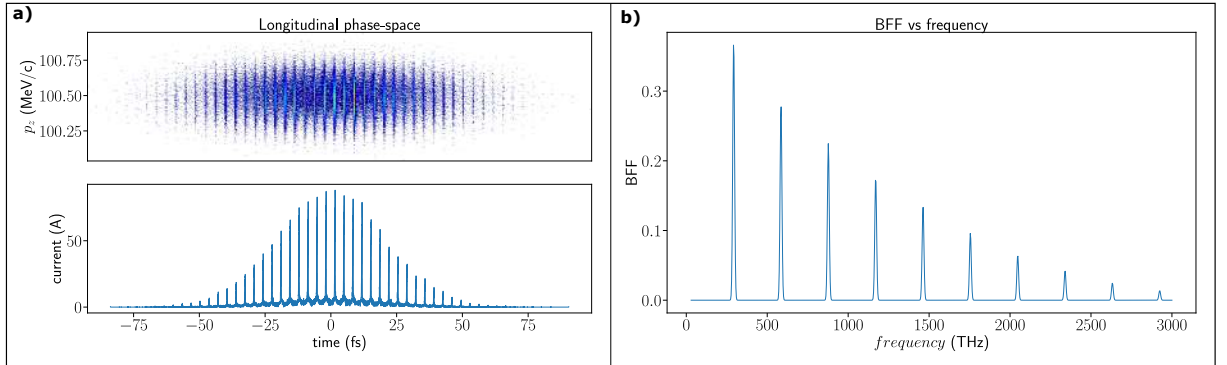 a)
Longitudinal phase-space
100.75
100.50
100.25
p_z (MeV/c)
50
0
current (A)
−75 −50 −25 0 25 50 75
time (fs)
b)
BFF vs frequency
0.3
0.2
0.1
0.0
BFF
0 500 1000 1500 2000 2500 3000
frequency (THz)